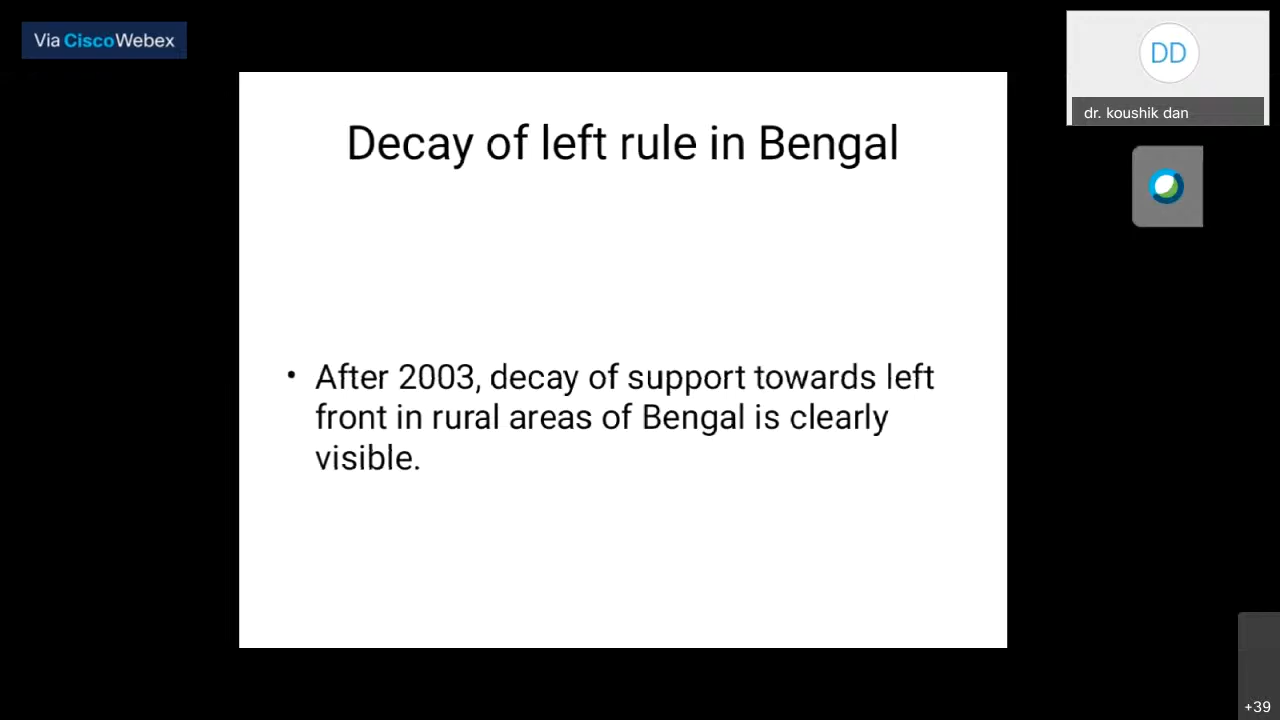 Via CiscoWebex
DD
dr. koushik dan
Decay of left rule in Bengal
• After 2003, decay of support towards left
front in rural areas of Bengal is clearly
visible.
+39